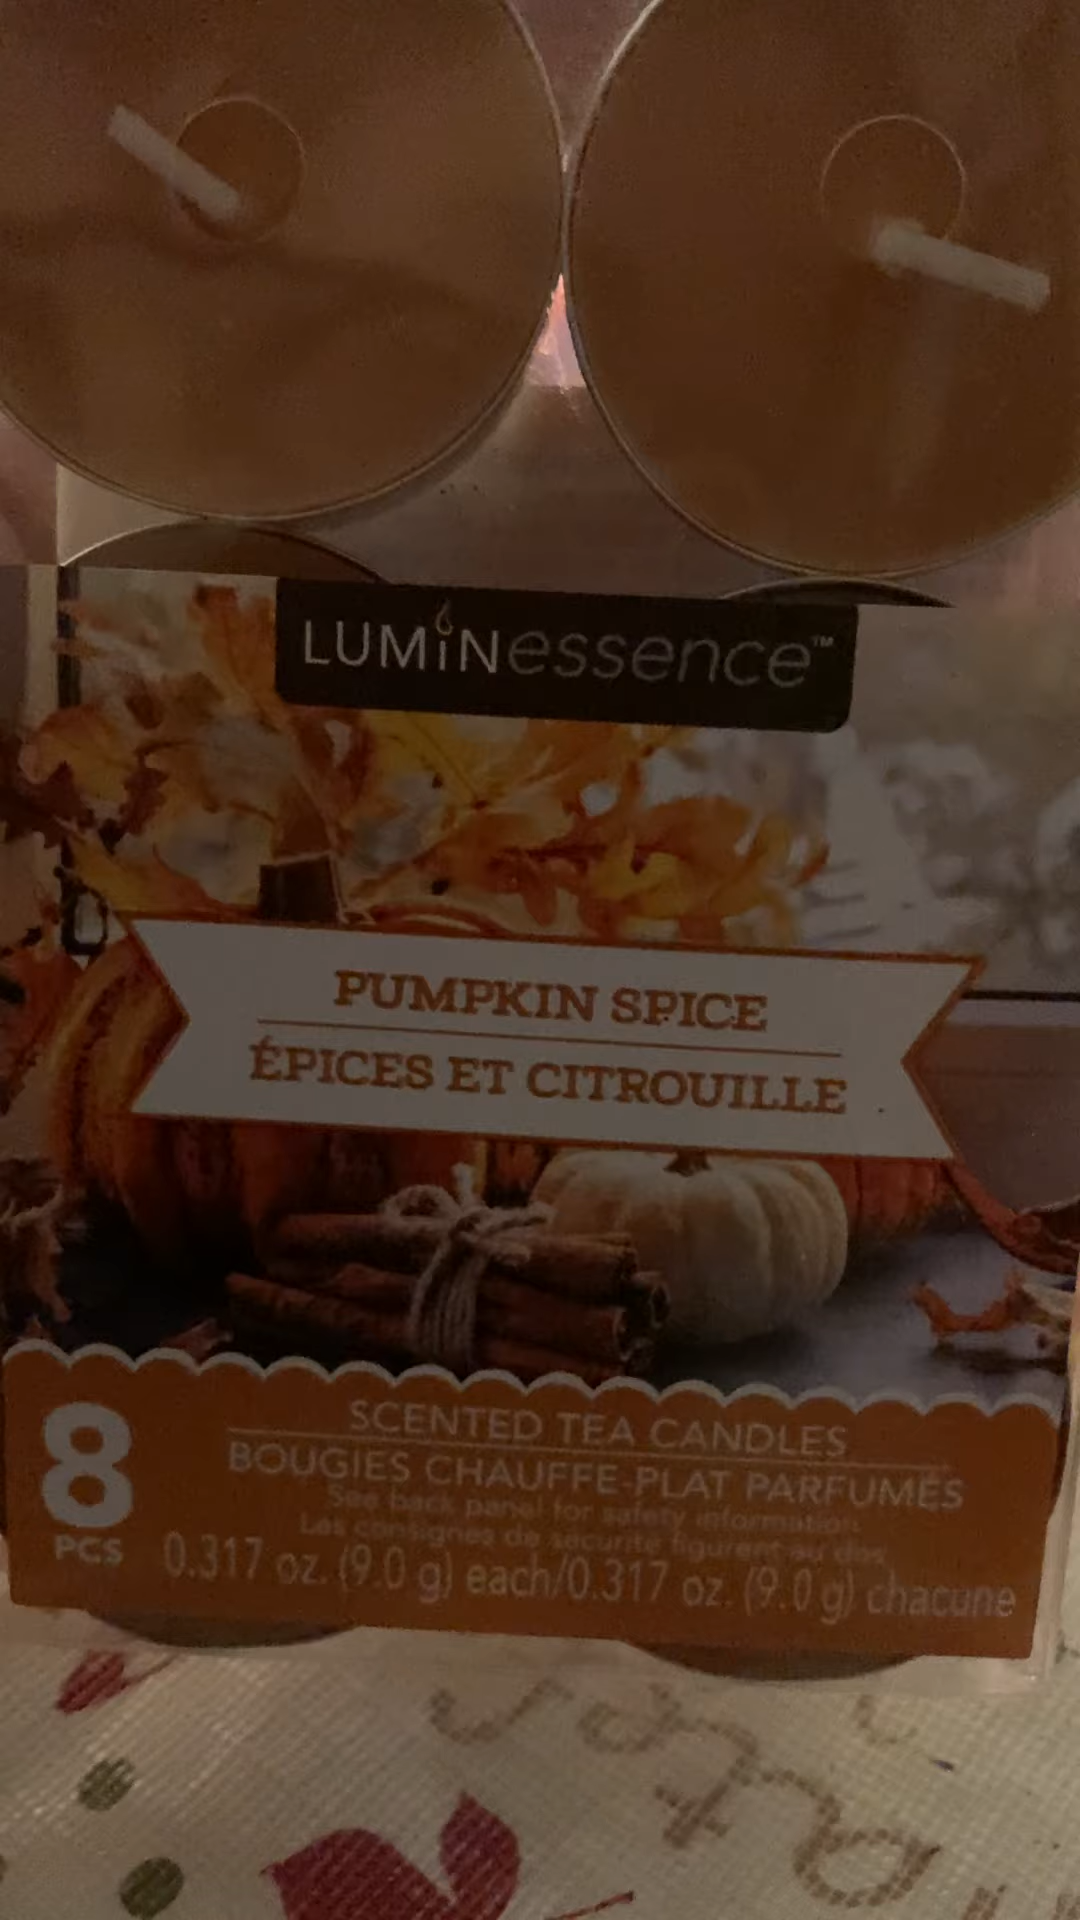 LUMiNessence™
PUMPKIN SPICE
ÉPICES ET CITROUILLE
8
PCS
SCENTED TEA CANDLES
BOUGIES CHAUFFE-PLAT PARFUMÉS
See back panel for safety information
Les consignes de sécurité figurent au dos
0.317 oz. (9.0 g) each/0.317 oz. (9.0 g) chacune